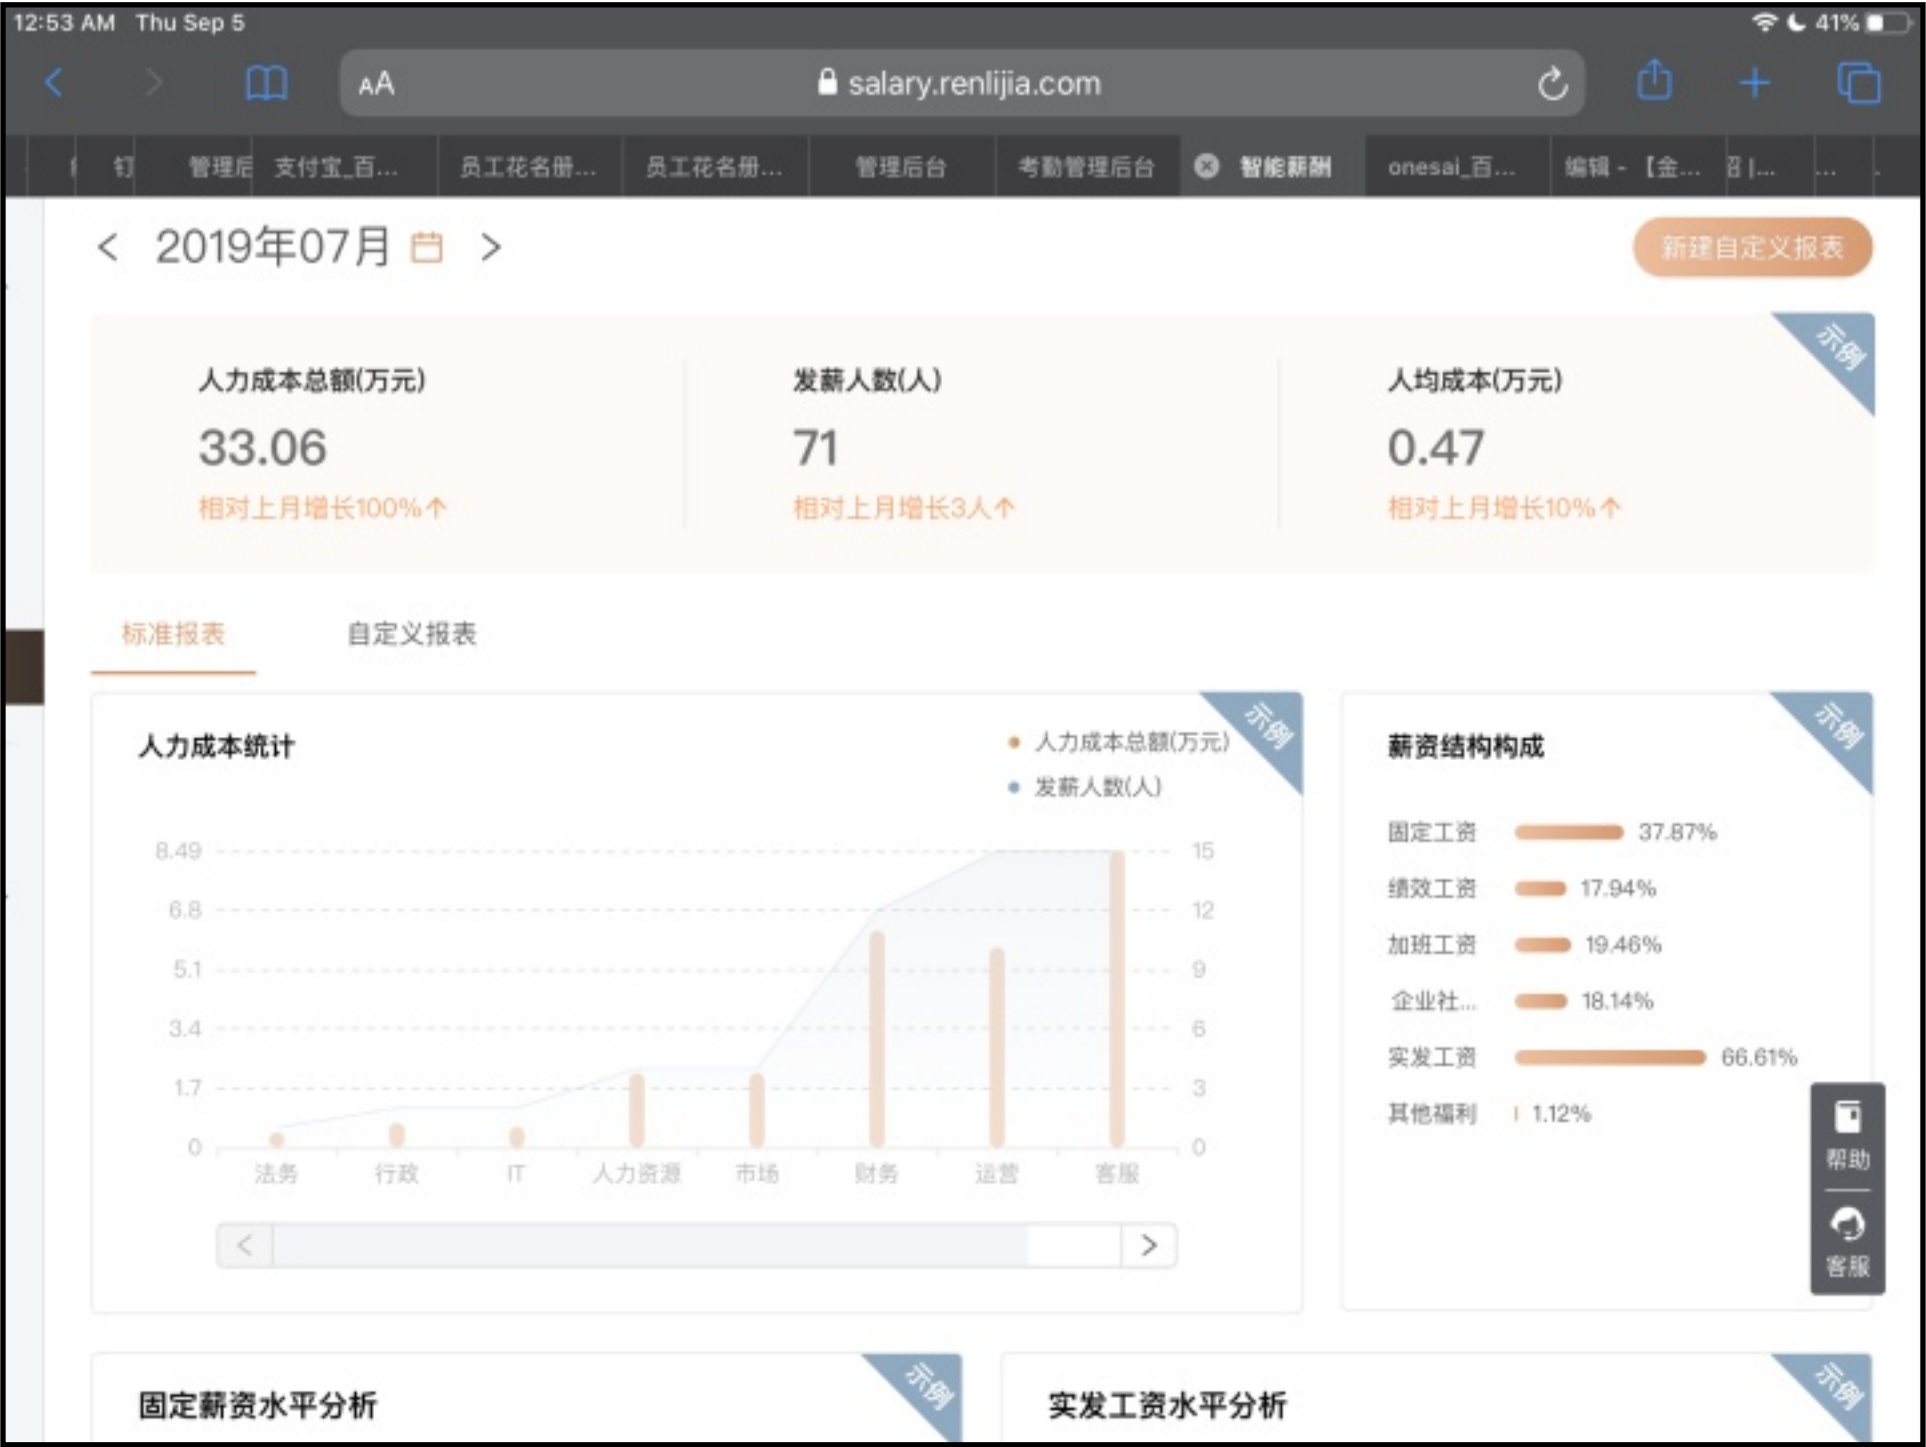 12:53 AM Thu Sep 5
41%
AA
salary.renlijia.com
钉
管理后
支付宝_百...
员工花名册...
员工花名册...
管理后台
考勤管理后台
智能薪酬
onesai_百...
编辑 - 【金...
...
2019年07月
新建自定义报表
示例
人力成本总额(万元)
33.06
相对上月增长100%↑
发薪人数(人)
71
相对上月增长3人↑
人均成本(万元)
0.47
相对上月增长10%↑
标准报表
自定义报表
人力成本统计
人力成本总额(万元)
发薪人数(人)
示例
8.49
6.8
5.1
3.4
1.7
0
15
12
9
6
3
0
法务
行政
IT
人力资源
市场
财务
运营
客服
薪资结构构成
示例
固定工资 37.87%
绩效工资 17.94%
加班工资 19.46%
企业社... 18.14%
实发工资 66.61%
其他福利 1.12%
帮助
客服
固定薪资水平分析
示例
实发工资水平分析
示例